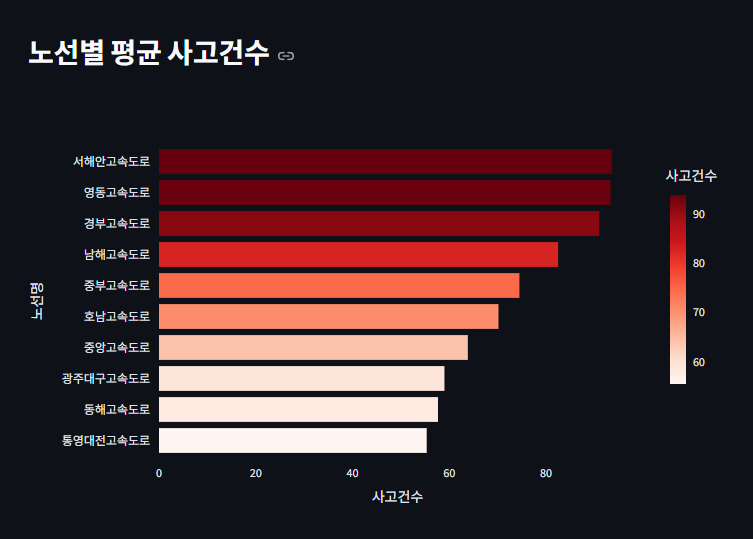 노선별 평균 사고건수
사고건수
90
80
70
60
노선명
서해안고속도로
영동고속도로
경부고속도로
남해고속도로
중부고속도로
호남고속도로
중앙고속도로
광주대구고속도로
동해고속도로
통영대전고속도로
0 20 40 60 80
사고건수